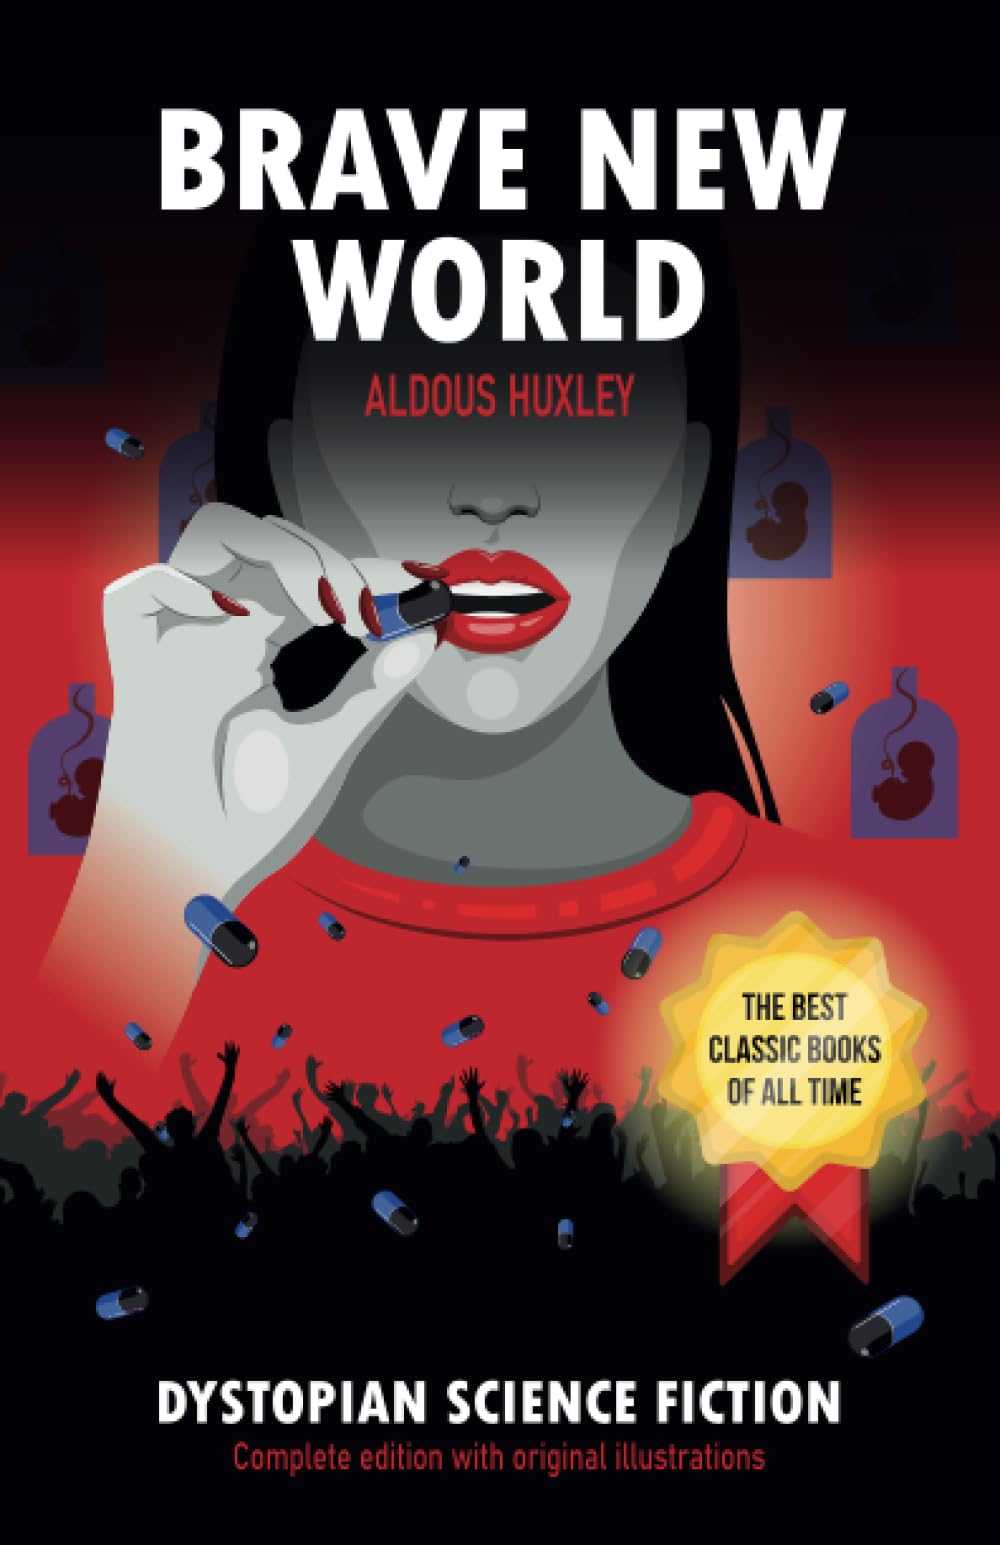 BRAVE NEW
WORLD
ALDOUS HUXLEY
THE BEST
CLASSIC BOOKS
OF ALL TIME
DYSTOPIAN SCIENCE FICTION
Complete edition with original illustrations